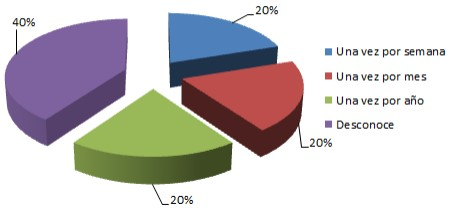 40%
20%
Una vez por semana
Una vez por mes
Una vez por año
Desconoce
20%
20%